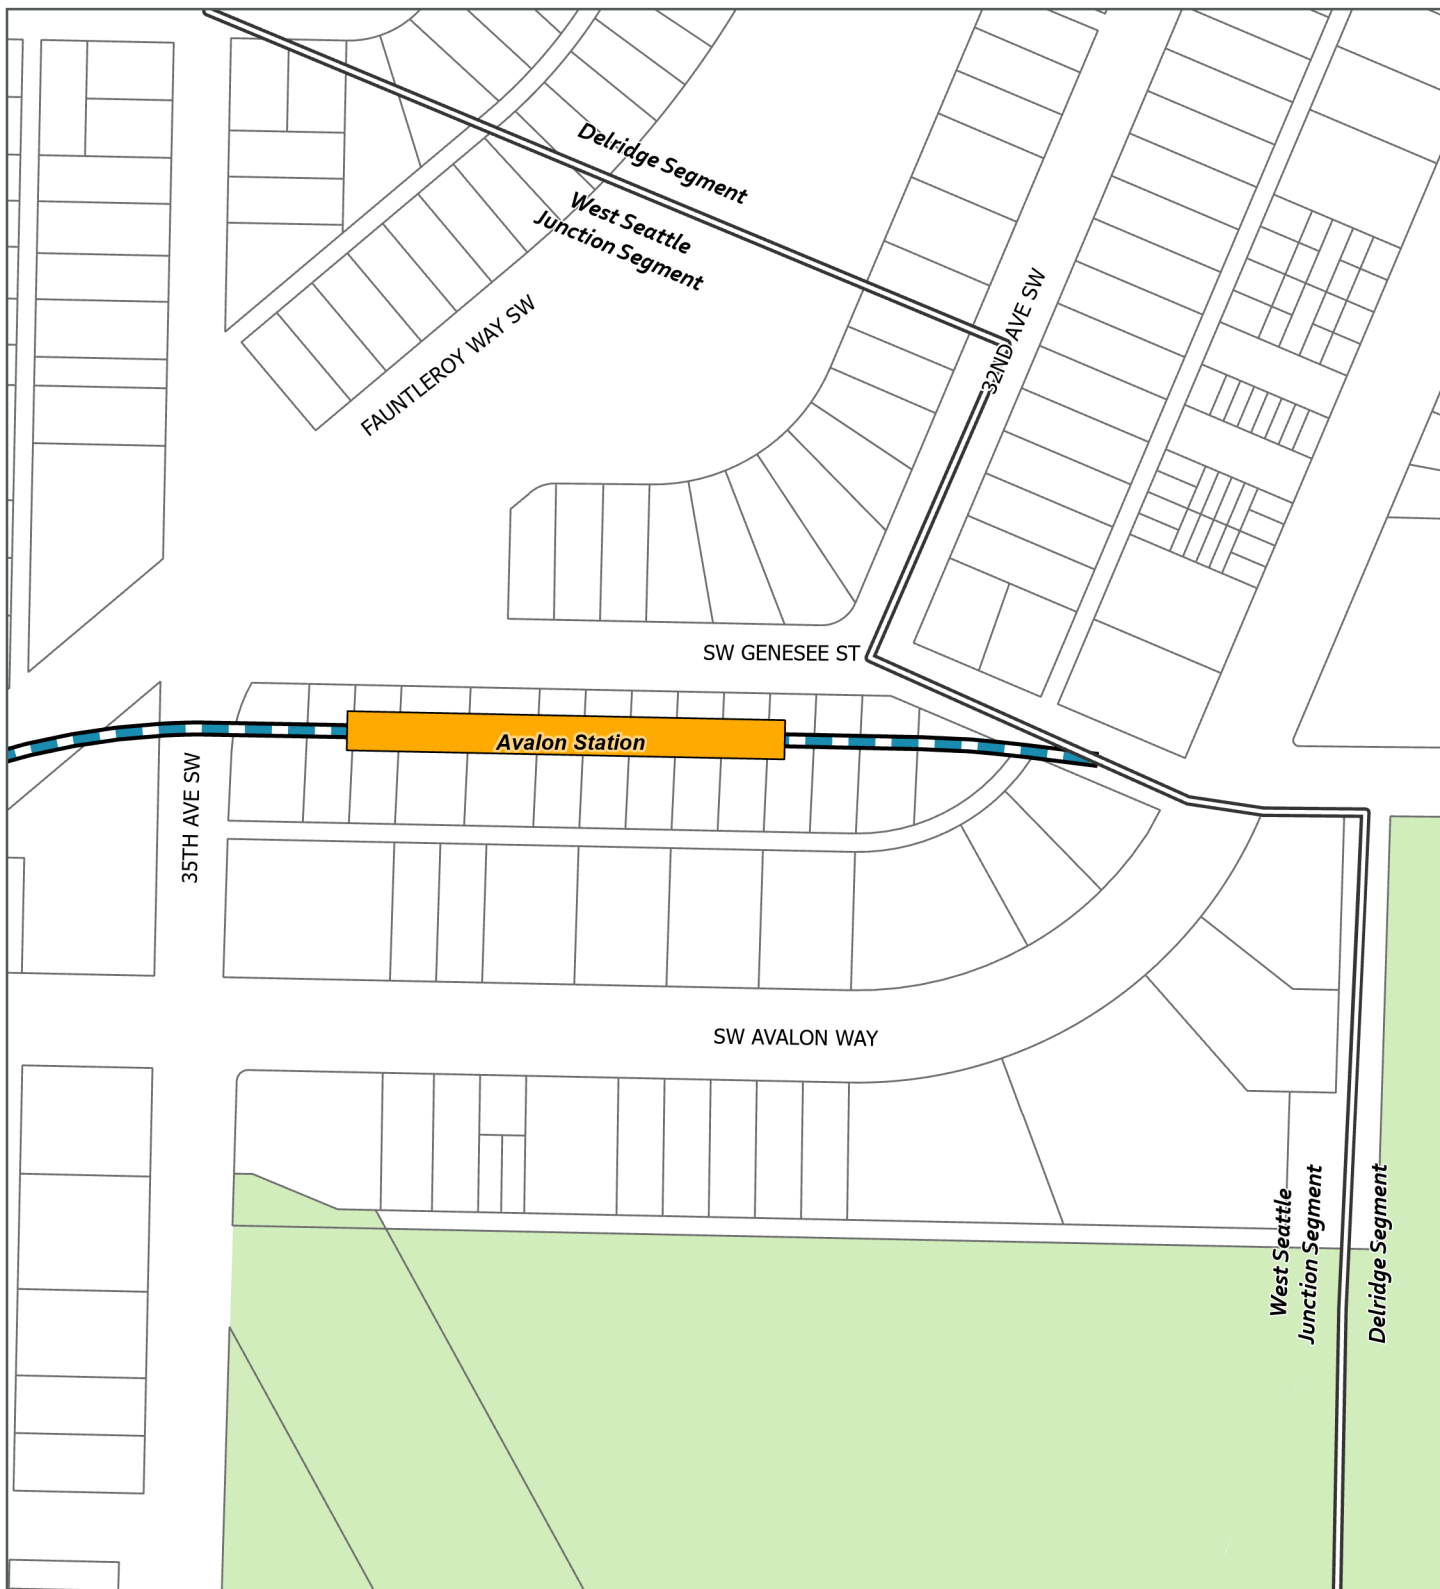 Delridge Segment
West Seattle
Junction Segment
32ND AVE SW
FAUNTLEROY WAY SW
SW GENESEE ST
Avalon Station
35TH AVE SW
SW AVALON WAY
West Seattle
Junction Segment
Delridge Segment